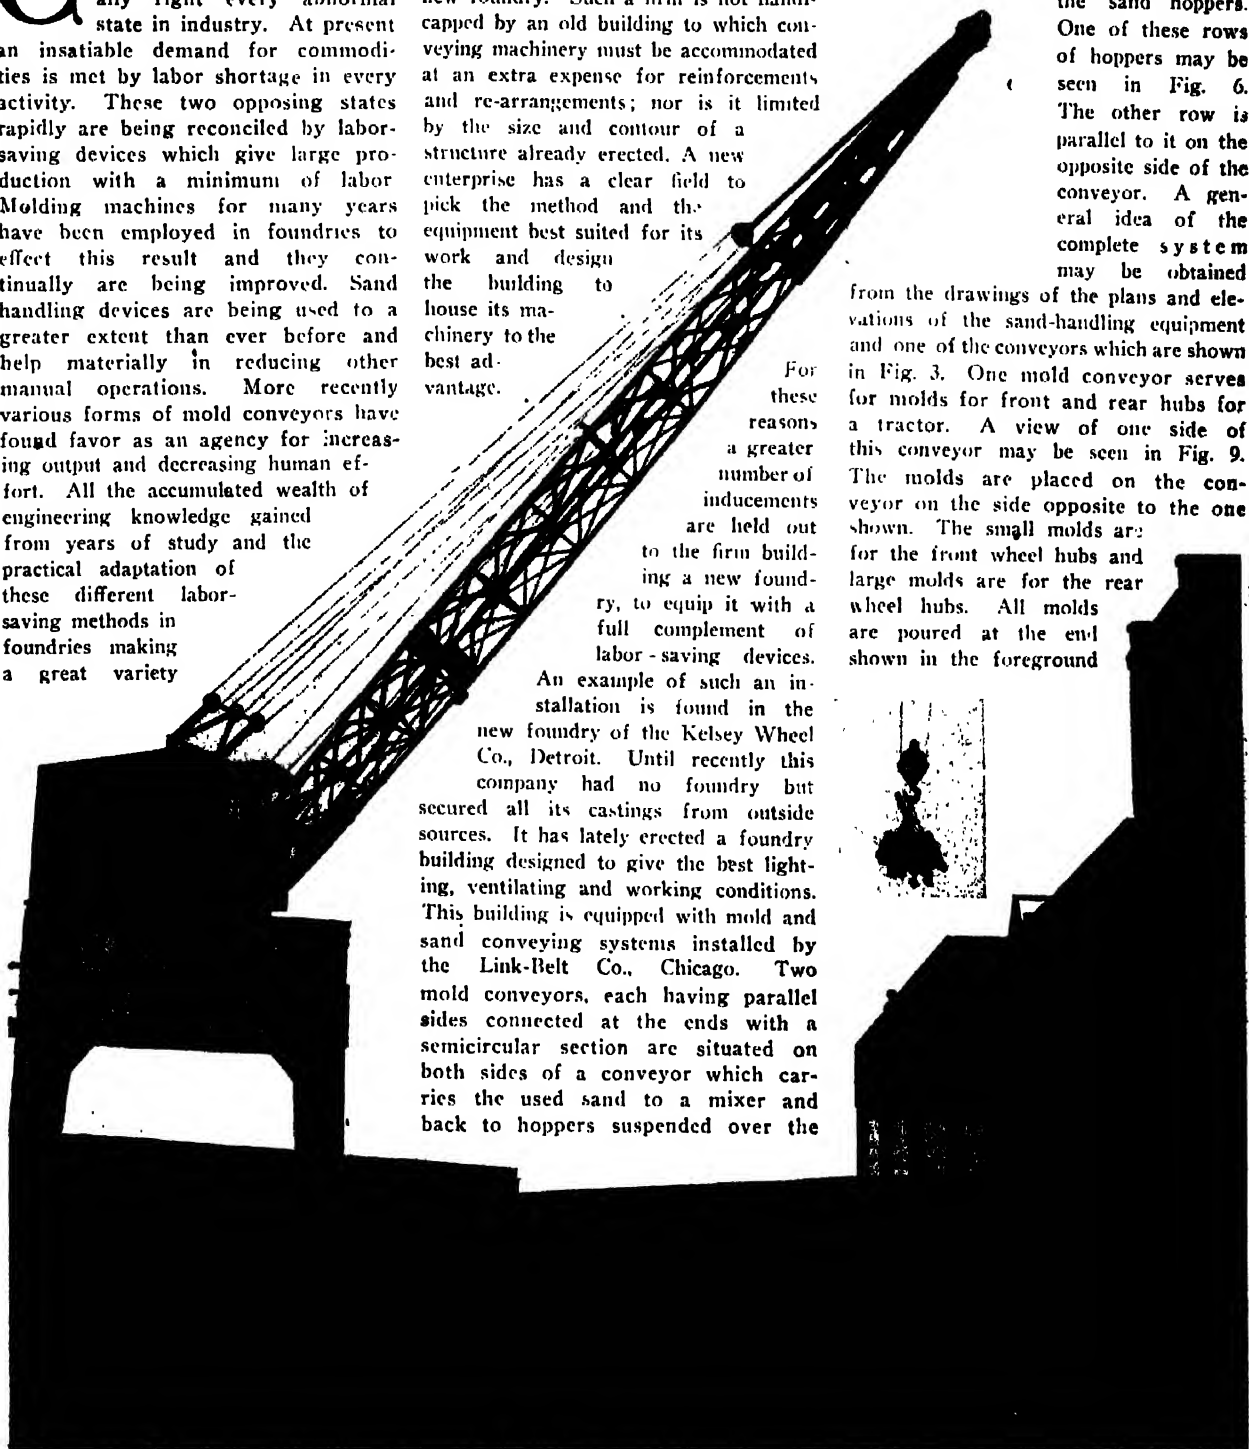 ally right every abnormal
state in industry. At present
an insatiable demand for commodi-
ties is met by labor shortage in every
activity. These two opposing states
rapidly are being reconciled by labor-
saving devices which give large pro-
duction with a minimum of labor
Molding machines for many years
have been employed in foundries to
effect this result and they con-
tinually are being improved. Sand
handling devices are being used to a
greater extent than ever before and
help materially in reducing other
manual operations. More recently
various forms of mold conveyors have
found favor as an agency for increas-
ing output and decreasing human ef-
fort. All the accumulated wealth of
engineering knowledge gained
from years of study and the
practical adaptation of
these different labor-
saving methods in
foundries making
a great variety
new foundry. Such a firm is not handi-
capped by an old building to which con-
veying machinery must be accommodated
at an extra expense for reinforcements
and re-arrangements; nor is it limited
by the size and contour of a
structure already erected. A new
enterprise has a clear field to
pick the method and the
equipment best suited for its
work and design
the building to
house its ma-
chinery to the
best ad-
vantage.
For
these
reasons
a greater
number of
inducements
are held out
to the firm build-
ing a new found-
ry, to equip it with a
full complement of
labor-saving devices.
An example of such an in-
stallation is found in the
new foundry of the Kelsey Wheel
Co., Detroit. Until recently this
company had no foundry but
secured all its castings from outside
sources. It has lately erected a foundry
building designed to give the best light-
ing, ventilating and working conditions.
This building is equipped with mold and
sand conveying systems installed by
the Link-Belt Co., Chicago. Two
mold conveyors, each having parallel
sides connected at the ends with a
semicircular section are situated on
both sides of a conveyor which car-
ries the used sand to a mixer and
back to hoppers suspended over the
the sand hoppers.
One of these rows
of hoppers may be
seen in Fig. 6.
The other row is
parallel to it on the
opposite side of the
conveyor. A gen-
eral idea of the
complete system
may be obtained
from the drawings of the plans and ele-
vations of the sand-handling equipment
and one of the conveyors which are shown
in Fig. 3. One mold conveyor serves
for molds for front and rear hubs for
a tractor. A view of one side of
this conveyor may be seen in Fig. 9.
The molds are placed on the con-
veyor on the side opposite to the one
shown. The small molds are
for the front wheel hubs and
large molds are for the rear
wheel hubs. All molds
are poured at the end
shown in the foreground